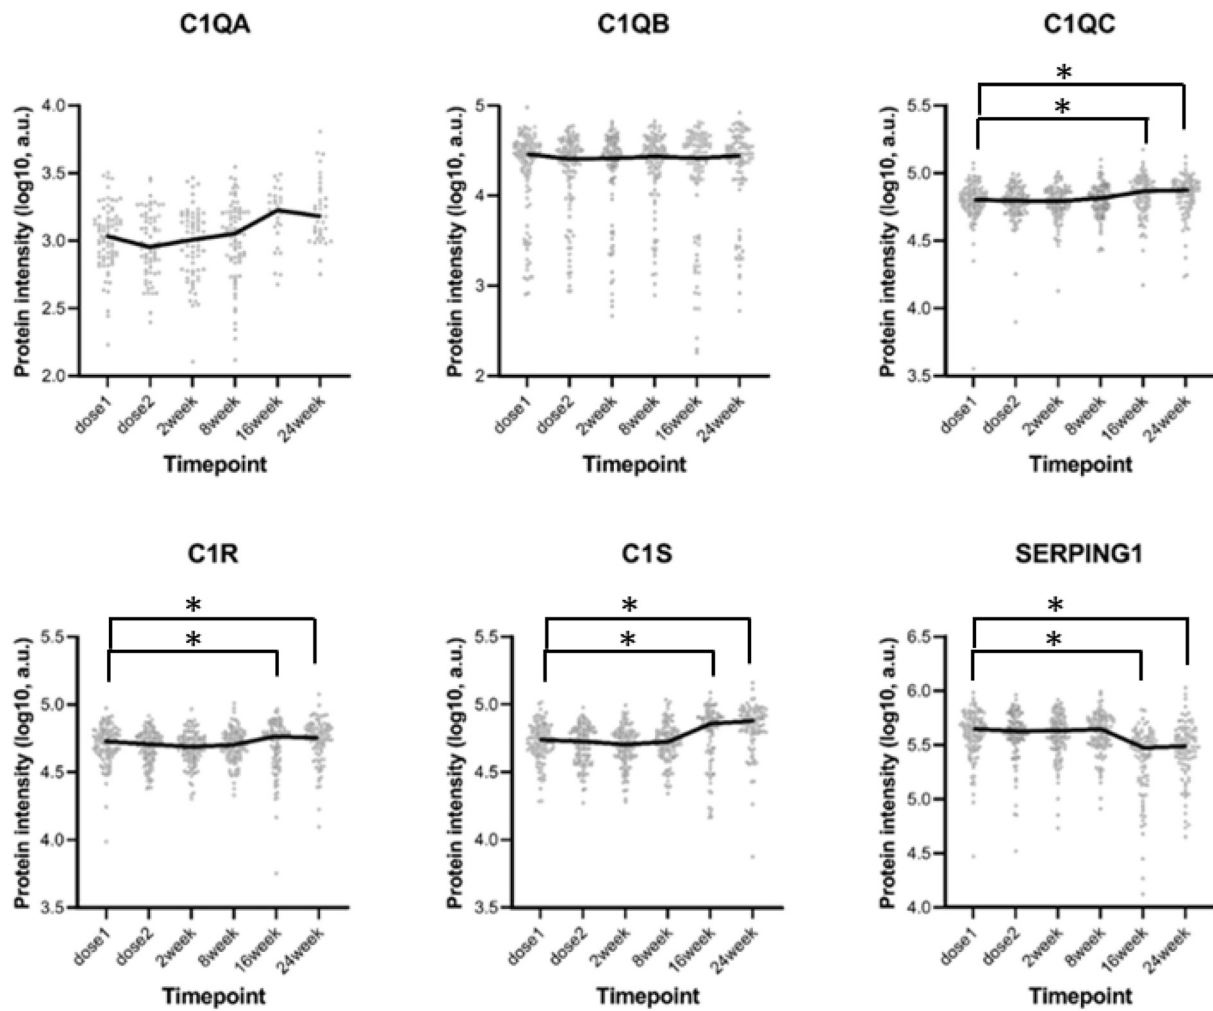 C1QA
C1QB
C1QC
Protein intensity (log10, a.u.)
4.0
3.5
3.0
2.5
2.0
dose1
dose2
2week
8week
16week
24week
Timepoint
Protein intensity (log10, a.u.)
5
4
3
2
dose1
dose2
2week
8week
16week
24week
Timepoint
*
*
Protein intensity (log10, a.u.)
5.5
5.0
4.5
4.0
3.5
dose1
dose2
2week
8week
16week
24week
Timepoint
C1R
C1S
SERPING1
*
*
Protein intensity (log10, a.u.)
5.5
5.0
4.5
4.0
3.5
dose1
dose2
2week
8week
16week
24week
Timepoint
*
*
Protein intensity (log10, a.u.)
5.5
5.0
4.5
4.0
3.5
dose1
dose2
2week
8week
16week
24week
Timepoint
*
*
Protein intensity (log10, a.u.)
6.5
6.0
5.5
5.0
4.5
4.0
dose1
dose2
2week
8week
16week
24week
Timepoint